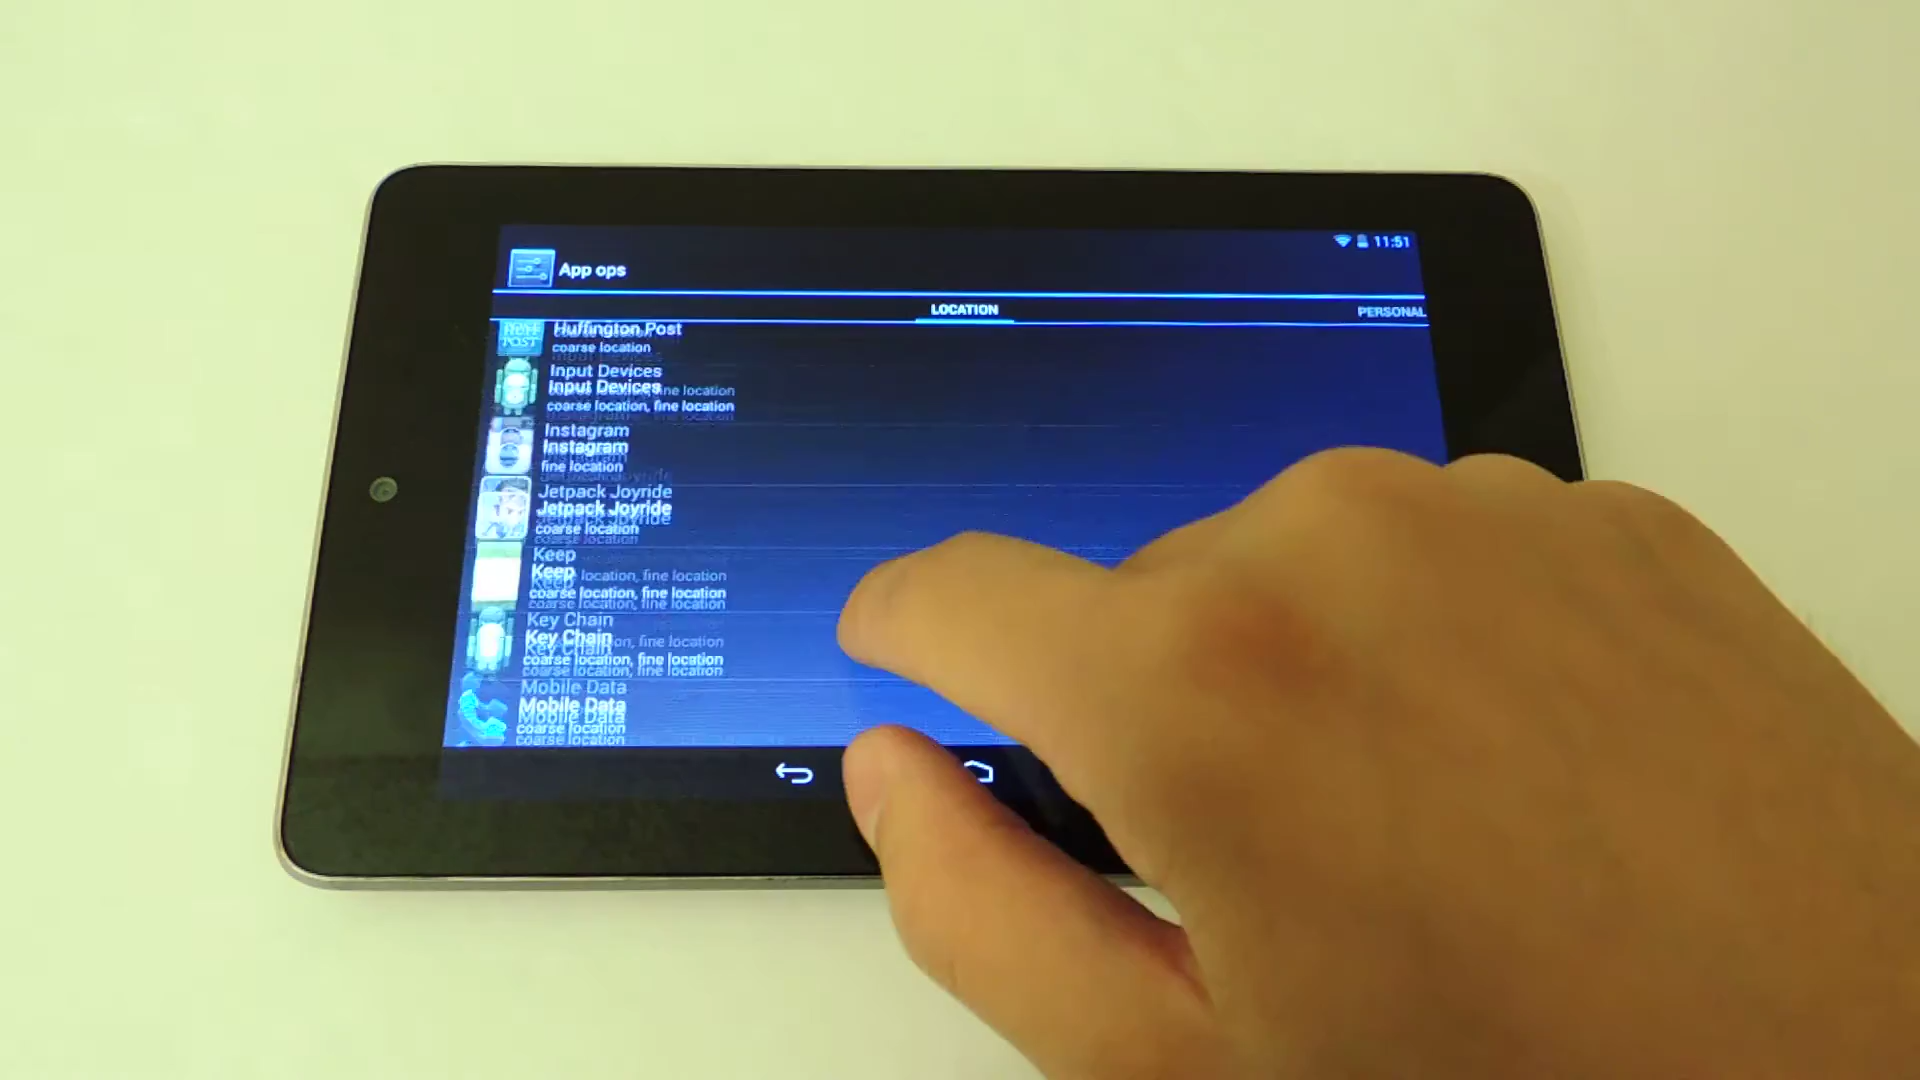 11:51
App ops
LOCATION
PERSONAL
HUFF
POST
Huffington Post
coarse location
Input Devices
coarse location, fine location
Instagram
fine location
Jetpack Joyride
coarse location
Keep
coarse location, fine location
Key Chain
coarse location, fine location
Mobile Data
coarse location